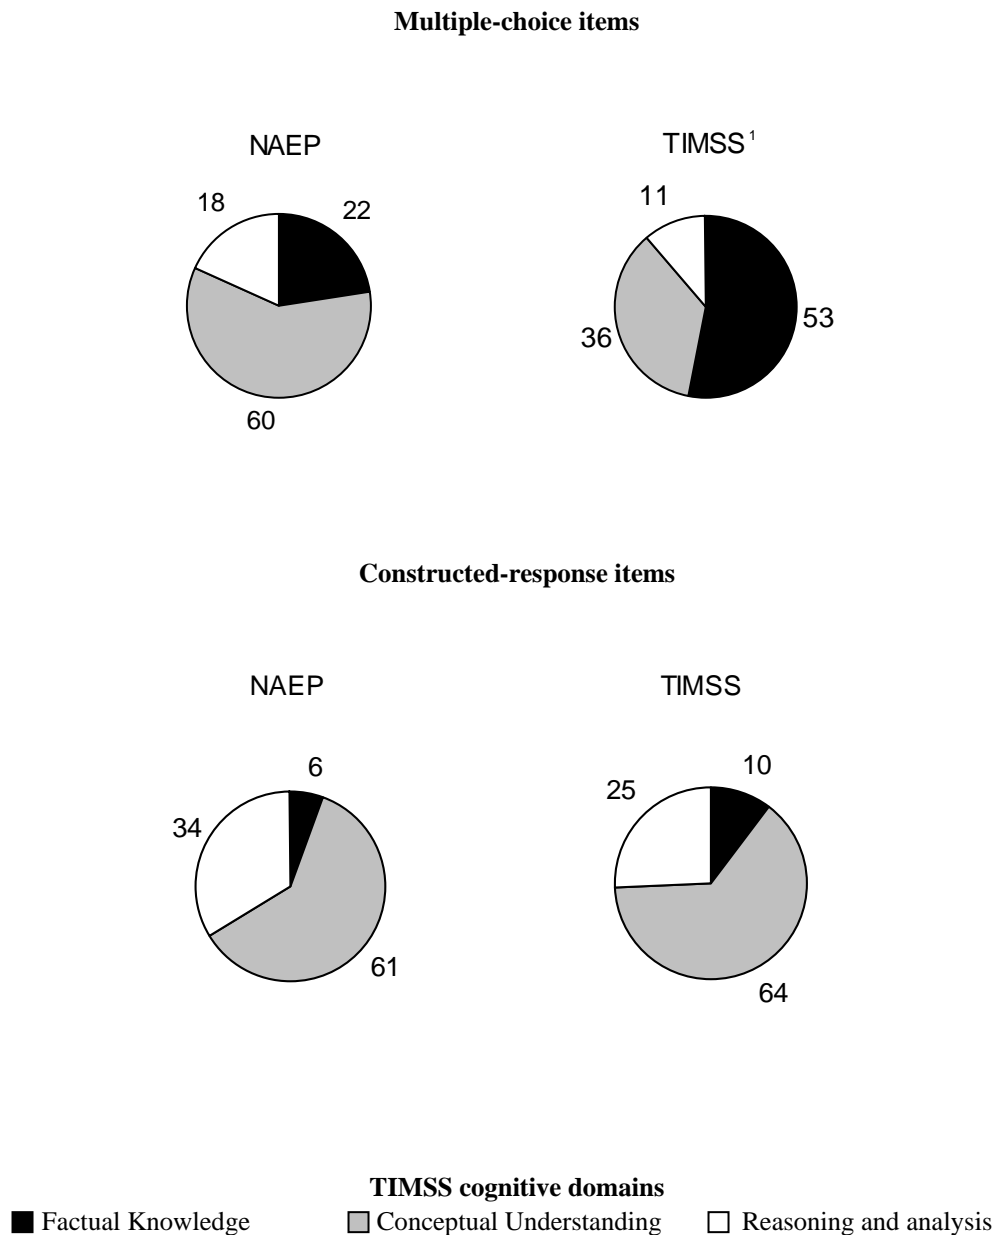 Multiple-choice items
NAEP
TIMSS¹
18
22
11
53
36
60
Constructed-response items
NAEP
TIMSS
6
34
61
10
25
64
TIMSS cognitive domains
Factual Knowledge
Conceptual Understanding
Reasoning and analysis